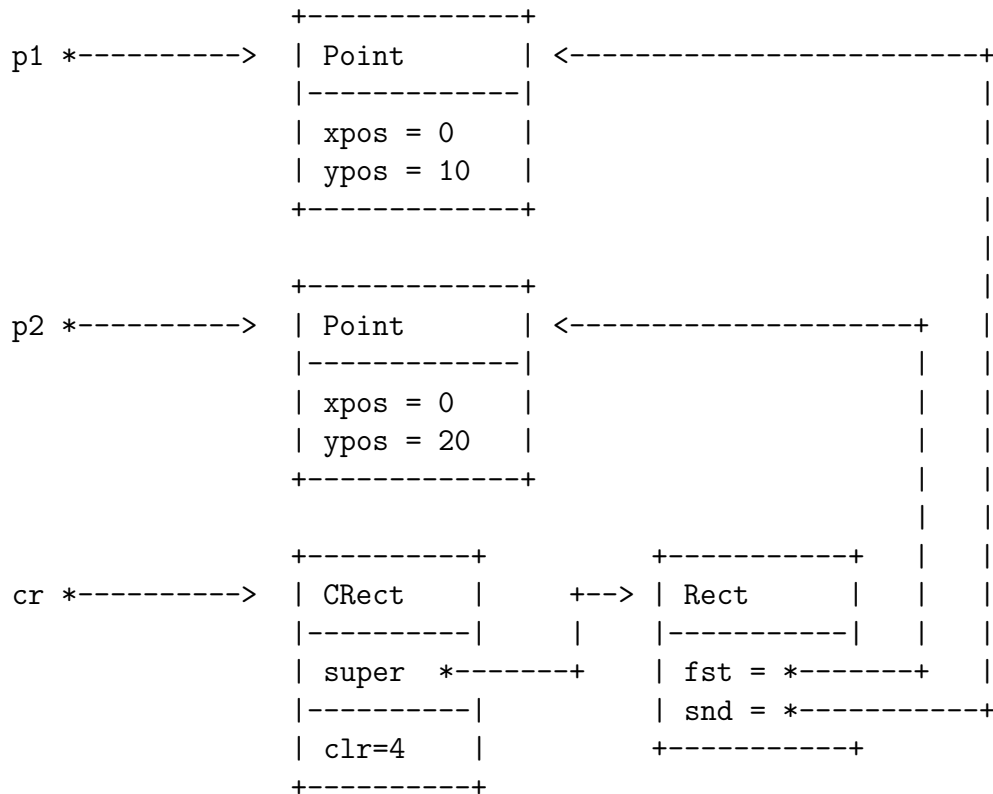 +-------------+
p1 *---------->  | Point       | <-------------------------+
                 |-------------|                           |
                 | xpos = 0    |                           |
                 | ypos = 10   |                           |
                 +-------------+                           |
                                                           |
                 +-------------+                           |
p2 *---------->  | Point       | <---------------------+   |
                 |-------------|                       |   |
                 | xpos = 0    |                       |   |
                 | ypos = 20   |                       |   |
                 +-------------+                       |   |
                                                       |   |
                 +----------+          +-----------+   |   |
cr *---------->  | CRect    |     +--> | Rect      |   |   |
                 |----------|     |    |-----------|   |   |
                 | super  *-------+    | fst = *-------+   |
                 |----------|          | snd = *-----------+
                 | clr=4    |          +-----------+
                 +----------+